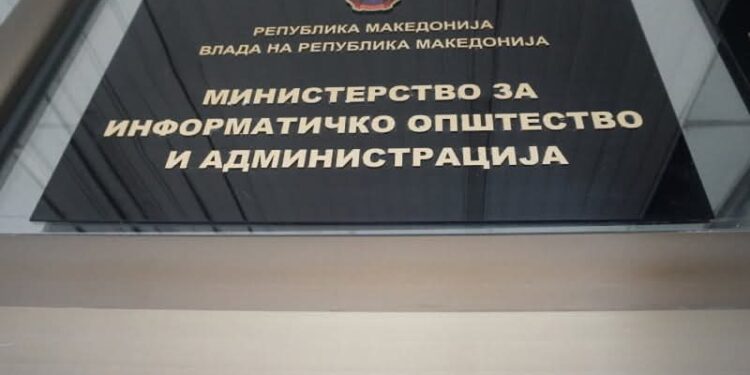 РЕПУБЛИКА МАКЕДОНИЈА
ВЛАДА НА РЕПУБЛИКА МАКЕДОНИЈА
МИНИСТЕРСТВО ЗА
ИНФОРМАТИЧКО ОПШТЕСТВО
И АДМИНИСТРАЦИЈА